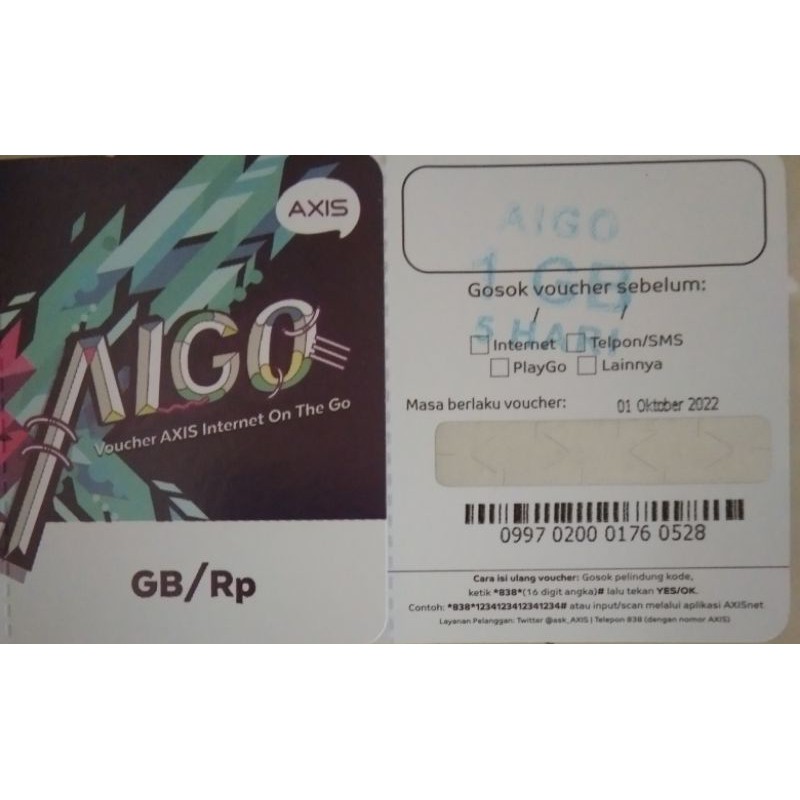 AXIS
AIGO
Voucher AXIS Internet On The Go
GB/Rp
AIGO
1 GB
5 HARI
Gosok voucher sebelum:
/ /
Internet Telpon/SMS
PlayGo Lainnya
Masa berlaku voucher: 01 Oktober 2022
0997 0200 0176 0528
Cara isi ulang voucher: Gosok pelindung kode,
ketik *838*(16 digit angka)# lalu tekan YES/OK.
Contoh: *838*1234123412341234# atau input/scan melalui aplikasi AXISnet
Layanan Pelanggan: Twitter @ask_AXIS | Telepon 838 (dengan nomor AXIS)